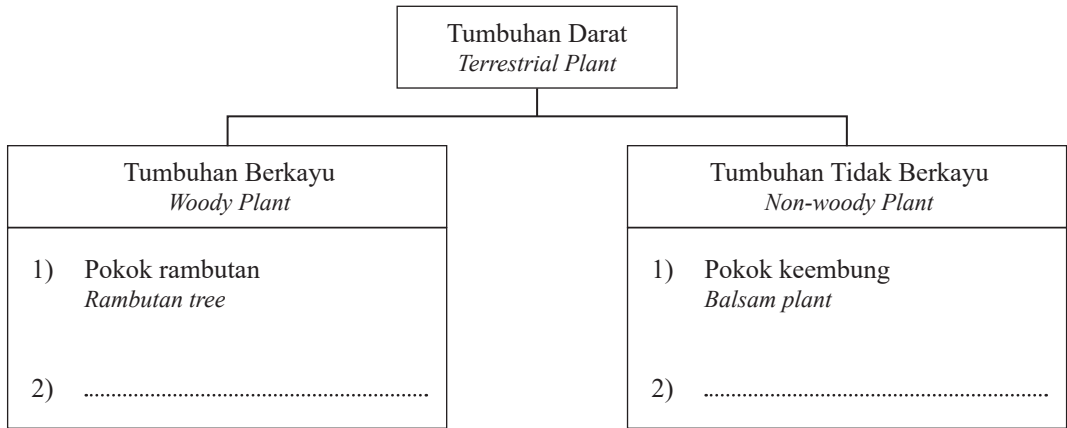 Tumbuhan Darat
Terrestrial Plant
Tumbuhan Berkayu
Woody Plant
1) Pokok rambutan
Rambutan tree
2) ........................................................
Tumbuhan Tidak Berkayu
Non-woody Plant
1) Pokok keembung
Balsam plant
2) ........................................................